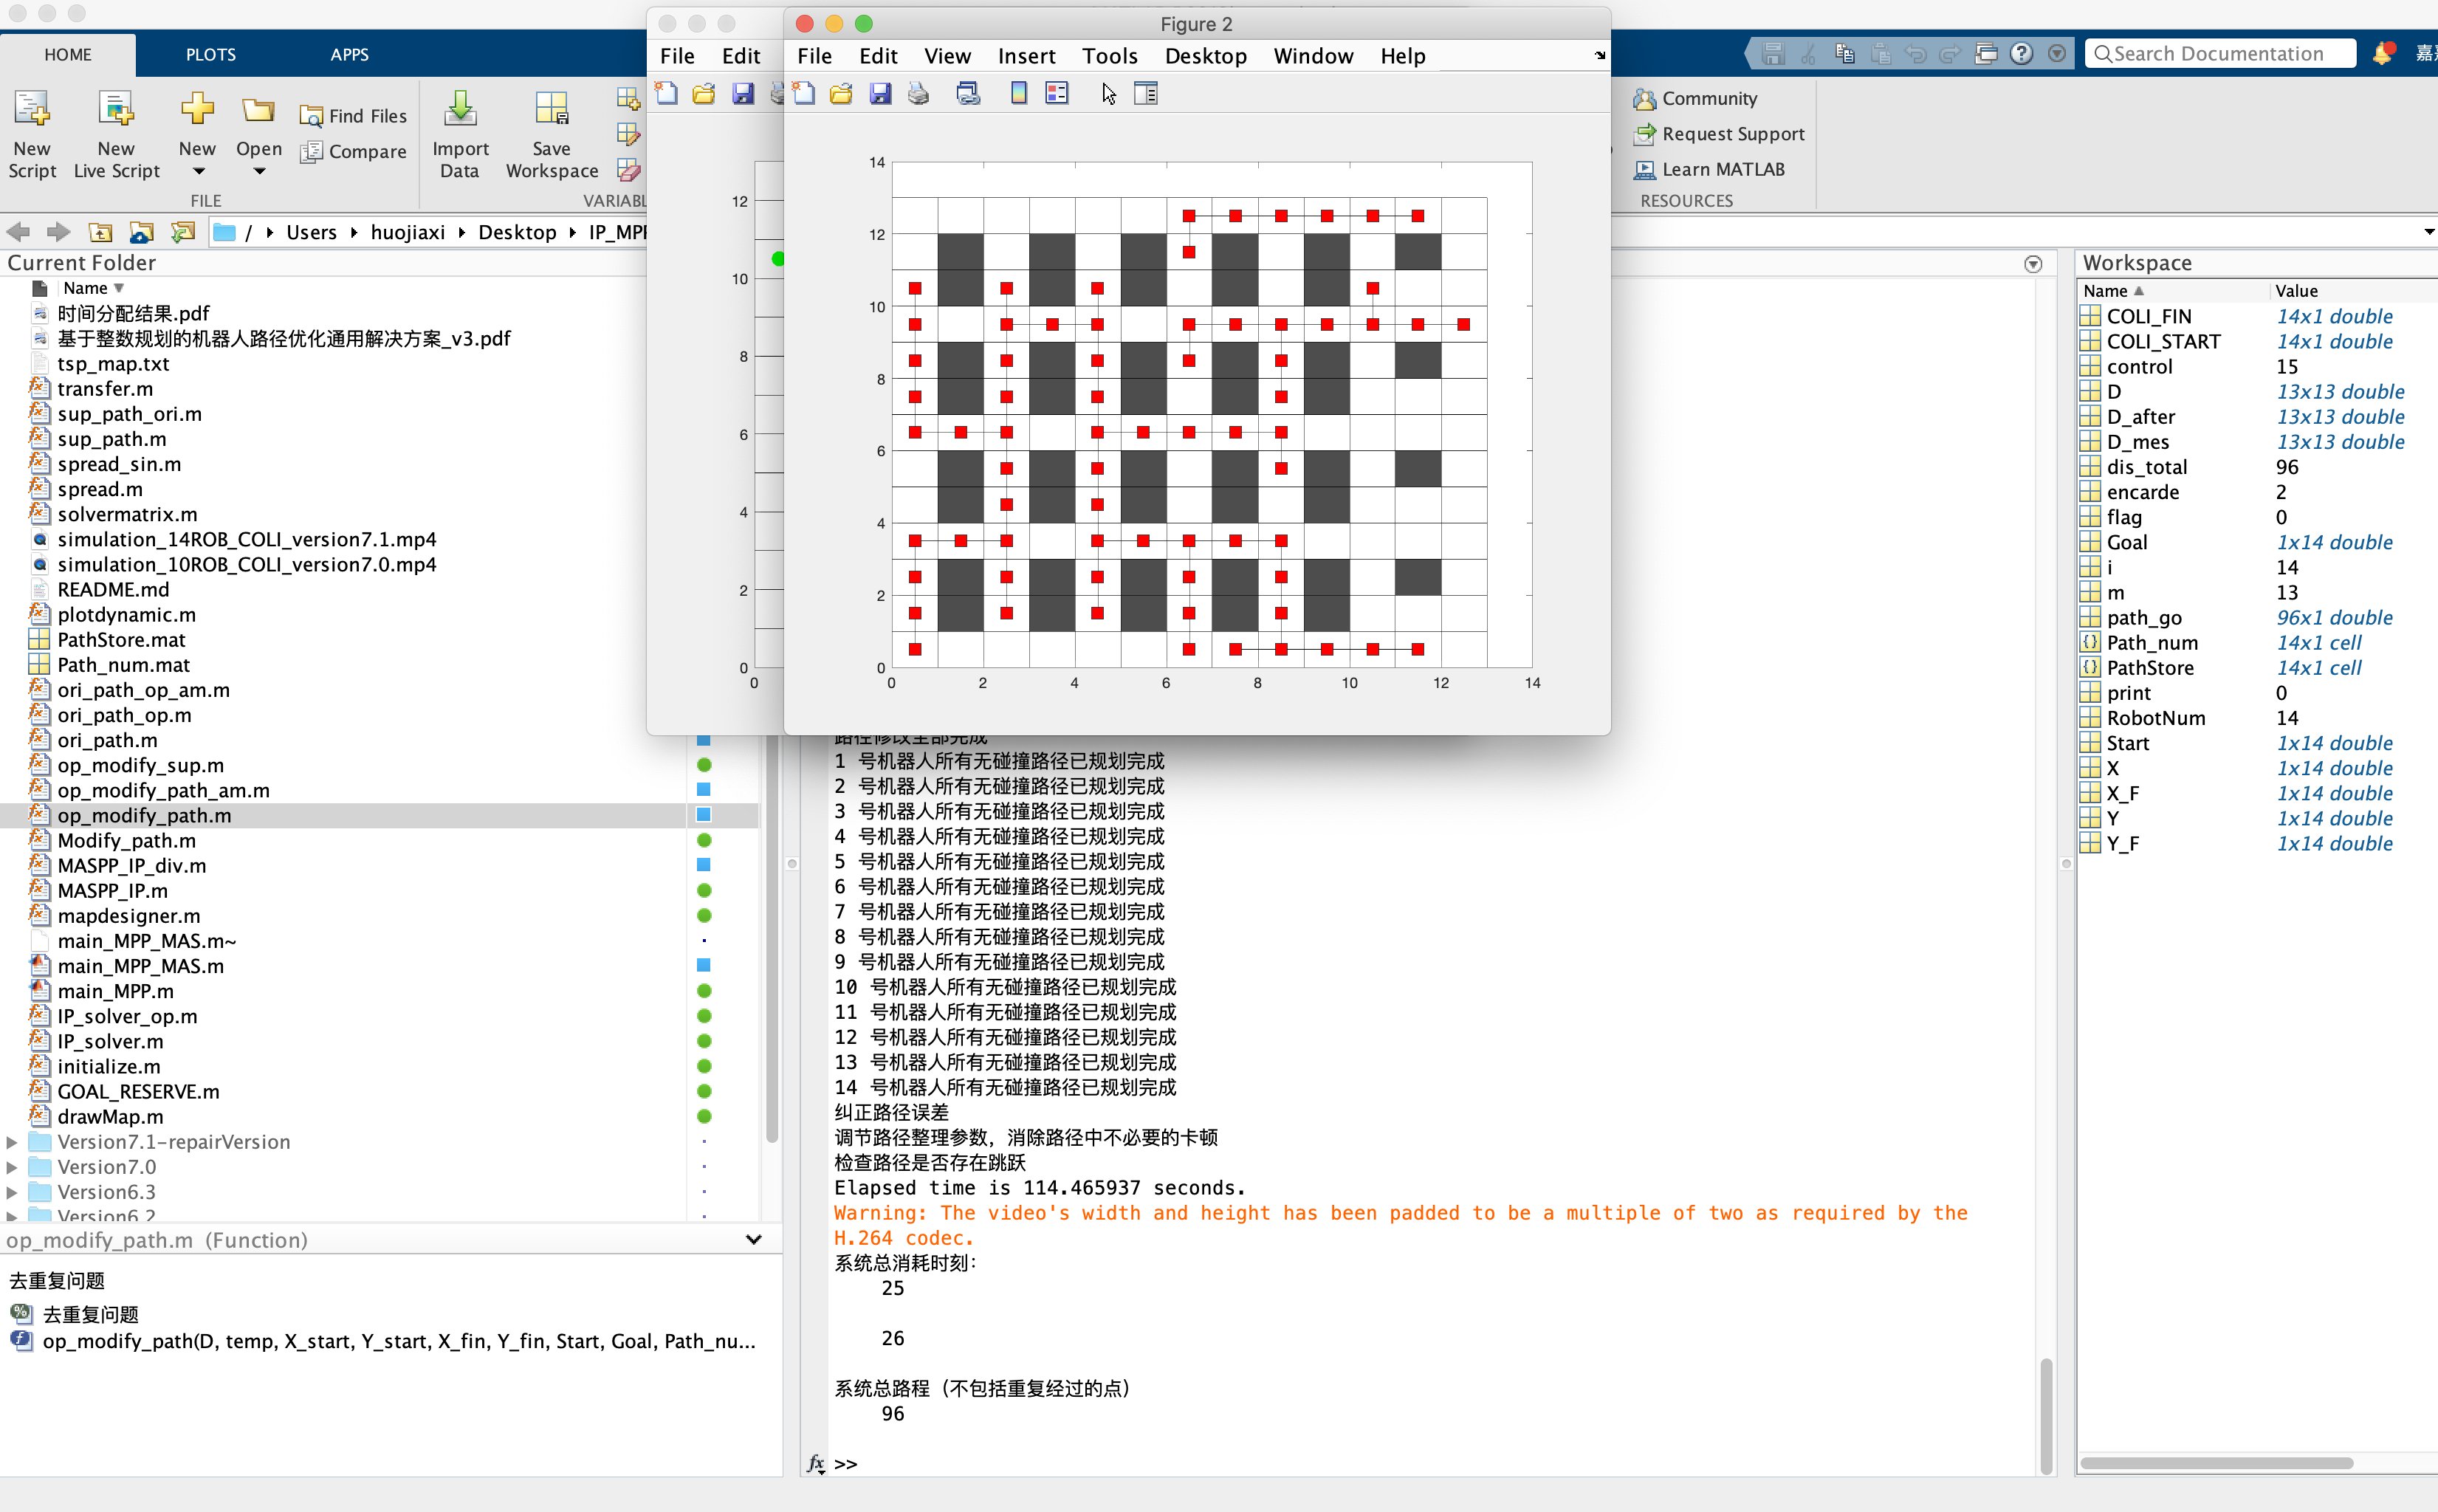 Figure 2
File Edit
File Edit View Insert Tools Desktop Window Help
HOME PLOTS APPS
Search Documentation
New Script
New Live Script
New
Open
Find Files
Compare
Import Data
Save Workspace
FILE
Community
Request Support
Learn MATLAB
RESOURCES
/ Users huojiaxi Desktop
Current Folder
Name
时间分配结果.pdf
基于整数规划的机器人路径优化通用解决方案_v3.pdf
tsp_map.txt
transfer.m
sup_path_ori.m
sup_path.m
spread_sin.m
spread.m
solvermatrix.m
simulation_14ROB_COLI_version7.1.mp4
simulation_10ROB_COLI_version7.0.mp4
README.md
plotdynamic.m
PathStore.mat
Path_num.mat
ori_path_op_am.m
ori_path_op.m
ori_path.m
op_modify_sup.m
op_modify_path_am.m
op_modify_path.m
Modify_path.m
MASPP_IP_div.m
MASPP_IP.m
mapdesigner.m
main_MPP_MAS.m~
main_MPP_MAS.m
main_MPP.m
IP_solver_op.m
IP_solver.m
initialize.m
GOAL_RESERVE.m
drawMap.m
Version7.1-repairVersion
Version7.0
Version6.3
Version6.2
op_modify_path.m (Function)
去重复问题
去重复问题
op_modify_path(D, temp, X_start, Y_start, X_fin, Y_fin, Start, Goal, Path_nu...
12
10
8
6
4
2
0
0
14
12
10
8
6
4
2
0
0 2 4 6 8 10 12 14
路径修改全部完成
1 号机器人所有无碰撞路径已规划完成
2 号机器人所有无碰撞路径已规划完成
3 号机器人所有无碰撞路径已规划完成
4 号机器人所有无碰撞路径已规划完成
5 号机器人所有无碰撞路径已规划完成
6 号机器人所有无碰撞路径已规划完成
7 号机器人所有无碰撞路径已规划完成
8 号机器人所有无碰撞路径已规划完成
9 号机器人所有无碰撞路径已规划完成
10 号机器人所有无碰撞路径已规划完成
11 号机器人所有无碰撞路径已规划完成
12 号机器人所有无碰撞路径已规划完成
13 号机器人所有无碰撞路径已规划完成
14 号机器人所有无碰撞路径已规划完成
纠正路径误差
调节路径整理参数，消除路径中不必要的卡顿
检查路径是否存在跳跃
Elapsed time is 114.465937 seconds.
Warning: The video's width and height has been padded to be a multiple of two as required by the
H.264 codec.
系统总消耗时刻：
25
26
系统总路程（不包括重复经过的点）
96
fx >>
Workspace
Name Value
COLI_FIN 14x1 double
COLI_START 14x1 double
control 15
D 13x13 double
D_after 13x13 double
D_mes 13x13 double
dis_total 96
encarde 2
flag 0
Goal 1x14 double
i 14
m 13
path_go 96x1 double
Path_num 14x1 cell
PathStore 14x1 cell
print 0
RobotNum 14
Start 1x14 double
X 1x14 double
X_F 1x14 double
Y 1x14 double
Y_F 1x14 double